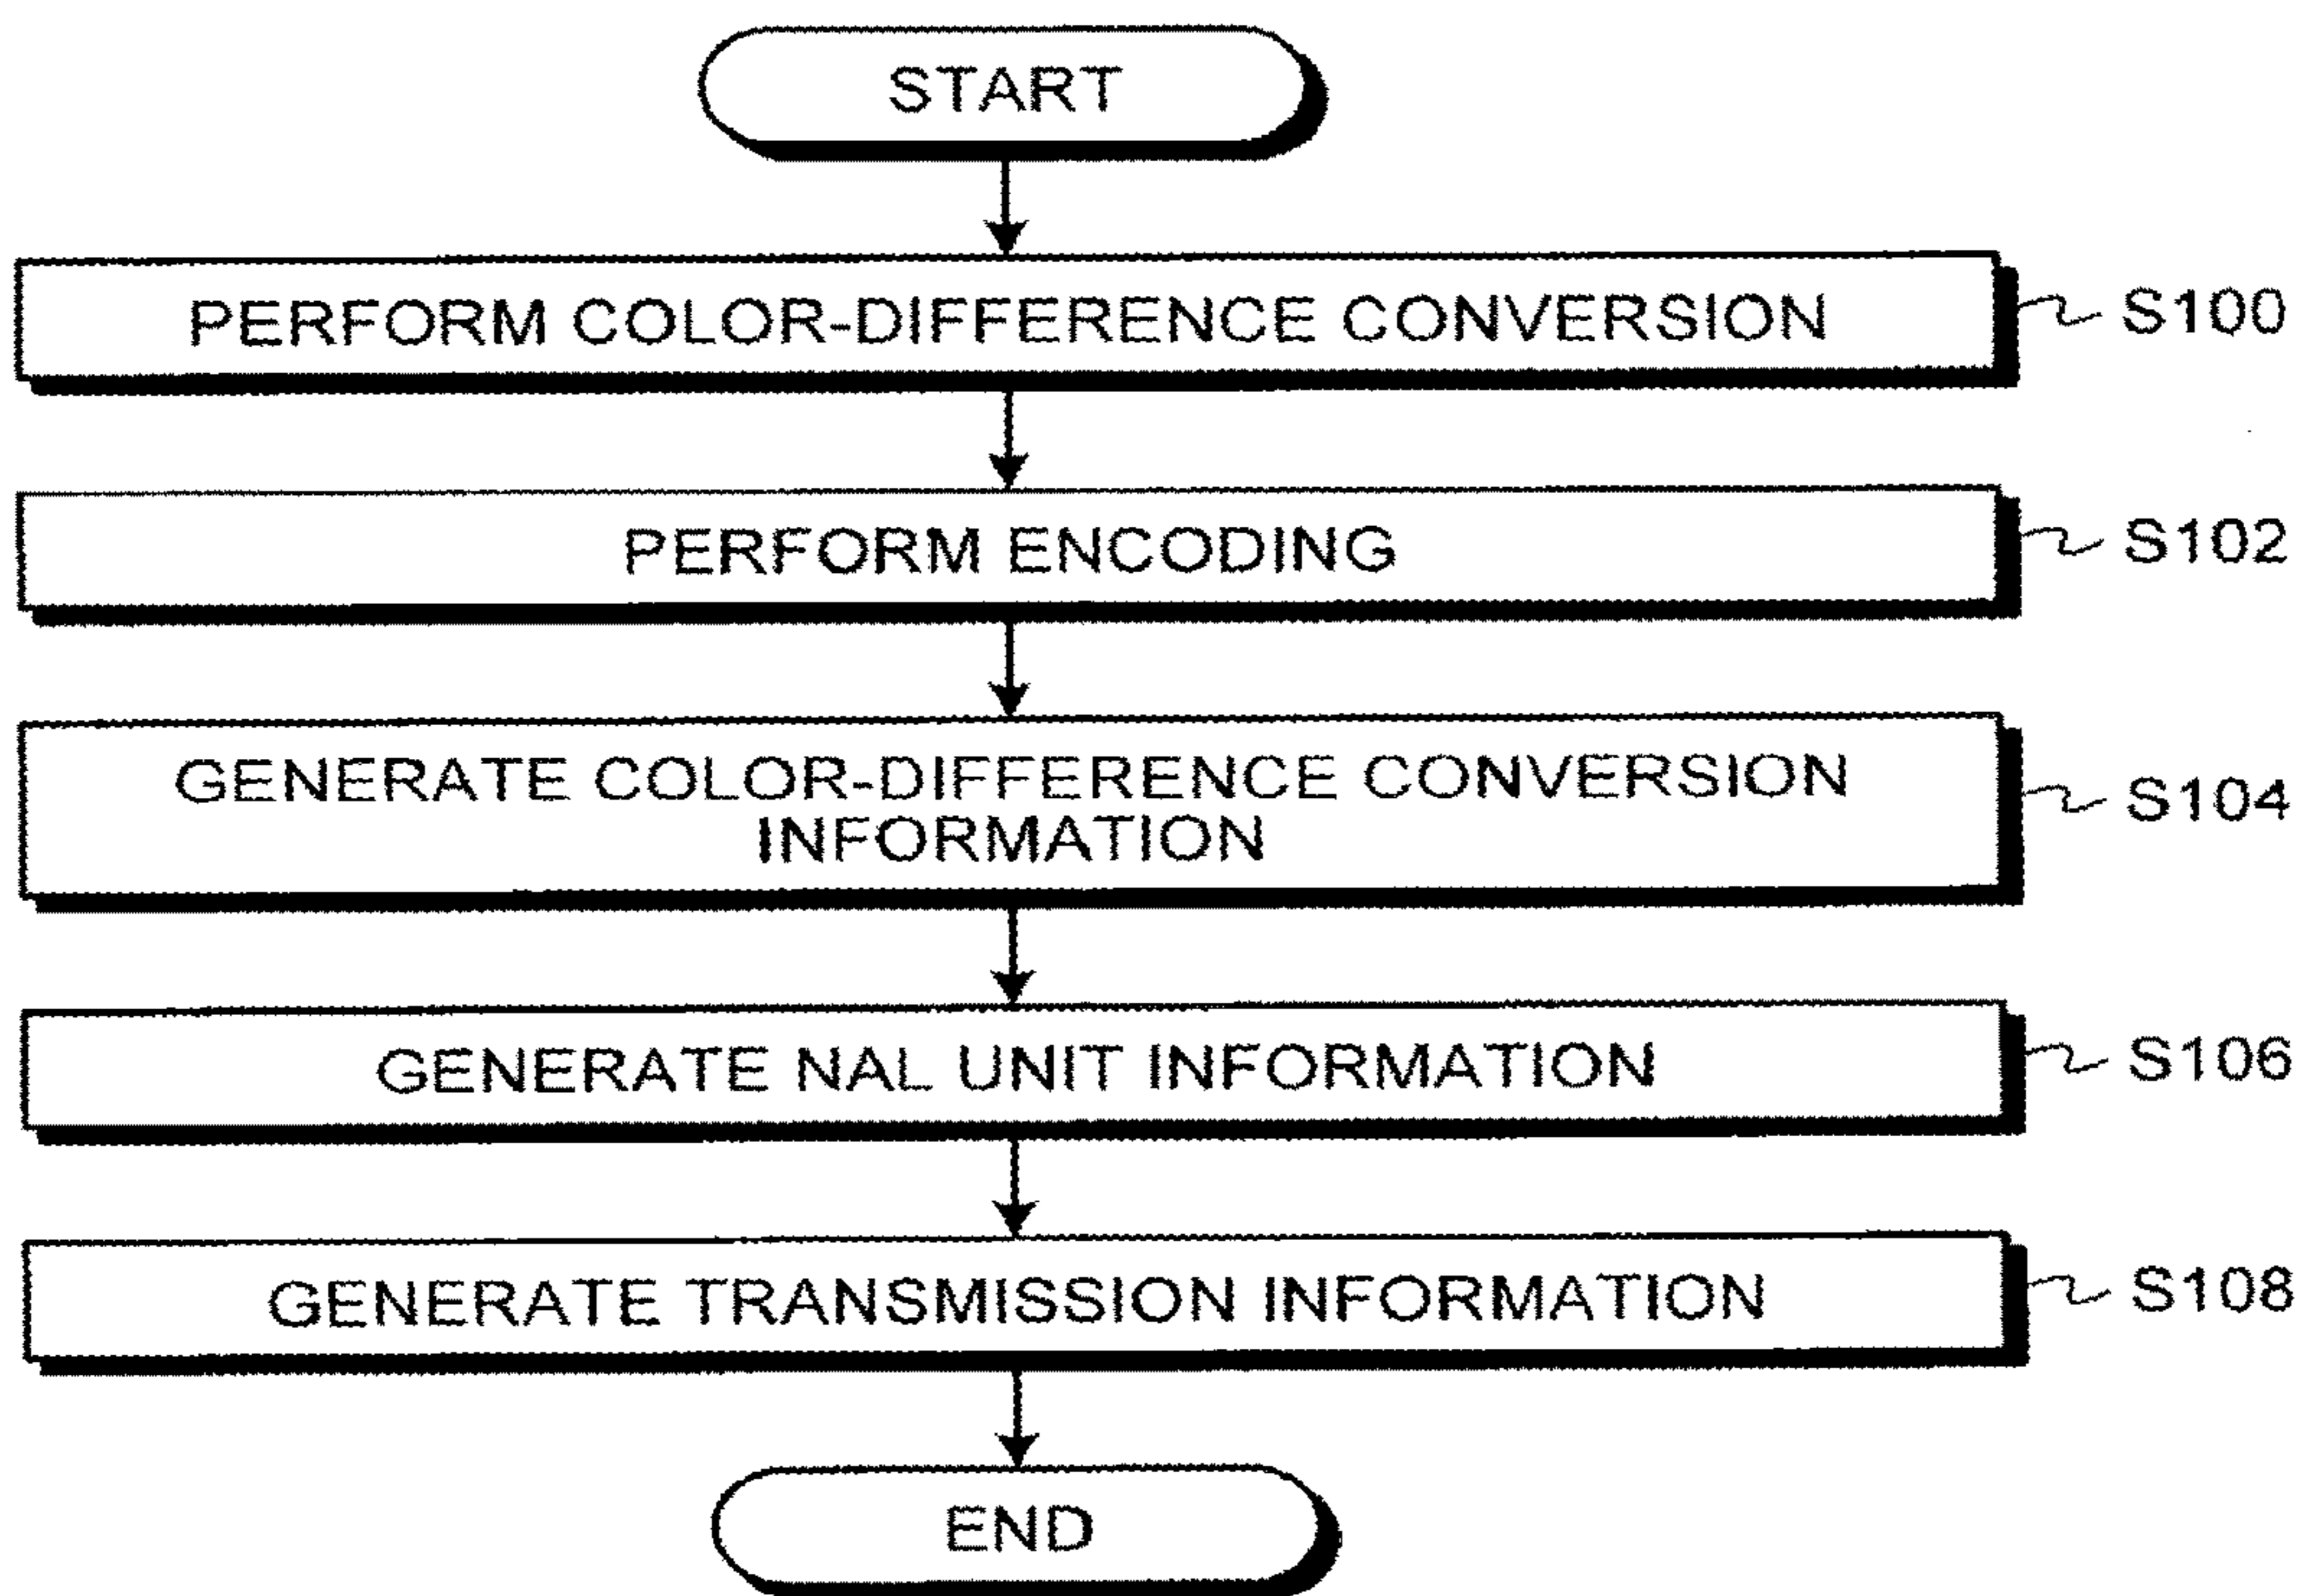 START
PERFORM COLOR-DIFFERENCE CONVERSION
S100
PERFORM ENCODING
S102
GENERATE COLOR-DIFFERENCE CONVERSION
INFORMATION
S104
GENERATE NAL UNIT INFORMATION
S106
GENERATE TRANSMISSION INFORMATION
S108
END